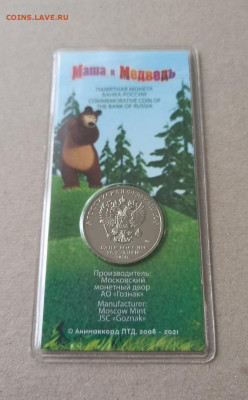 COINS.LAVE.RU
Маша и Медведь
ПАМЯТНАЯ МОНЕТА
БАНКА РОССИИ
COMMEMORATIVE COIN OF
THE BANK OF RUSSIA
Производитель:
Московский
монетный двор
АО «Гознак»
Manufacturer:
Moscow Mint
JSC «Goznak»
© Анимаккорд ЛТД, 2008 - 2021